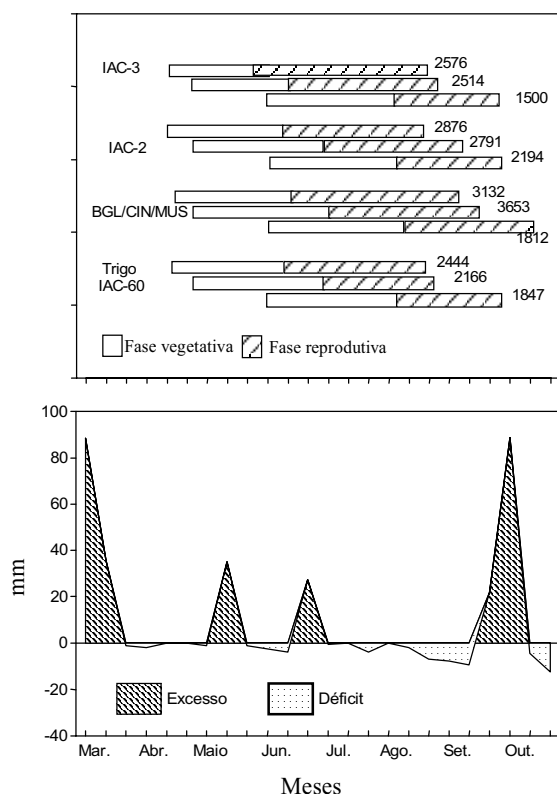 IAC-3
2576
2514
1500
IAC-2
2876
2791
2194
BGL/CIN/MUS
3132
3653
1812
Trigo
IAC-60
2444
2166
1847
Fase vegetativa Fase reprodutiva
100
80
60
40
20
0
-20
-40
mm
Excesso Déficit
Mar. Abr. Maio Jun. Jul. Ago. Set. Out.
Meses